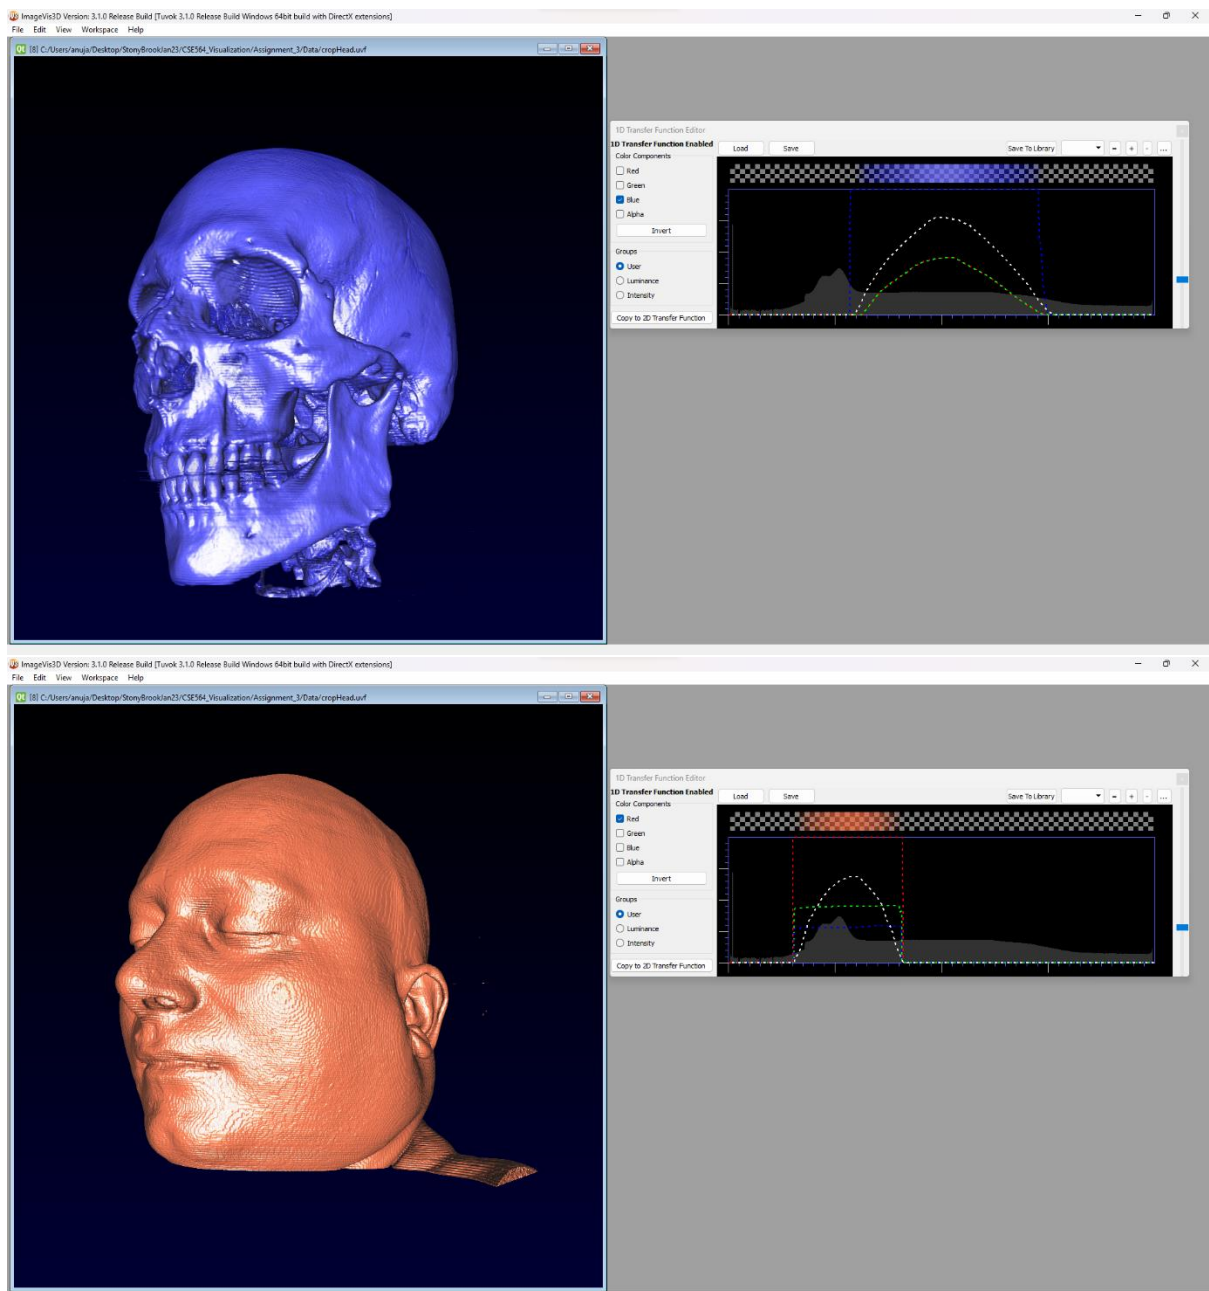 ImageVis3D Version: 3.1.0 Release Build [Tuvok 3.1.0 Release Build Windows 64bit build with DirectX extensions]
File Edit View Workspace Help
[8] C:/Users/anuja/Desktop/StonyBrookJan23/CSE564_Visualization/Assignment_3/Data/cropHead.uvf
1D Transfer Function Editor
1D Transfer Function Enabled
Load Save Save To Library = + - ...
Color Components
Red
Green
Blue
Alpha
Invert
Groups
User
Luminance
Intensity
Copy to 2D Transfer Function
ImageVis3D Version: 3.1.0 Release Build [Tuvok 3.1.0 Release Build Windows 64bit build with DirectX extensions]
File Edit View Workspace Help
[8] C:/Users/anuja/Desktop/StonyBrookJan23/CSE564_Visualization/Assignment_3/Data/cropHead.uvf
1D Transfer Function Editor
1D Transfer Function Enabled
Load Save Save To Library = + - ...
Color Components
Red
Green
Blue
Alpha
Invert
Groups
User
Luminance
Intensity
Copy to 2D Transfer Function